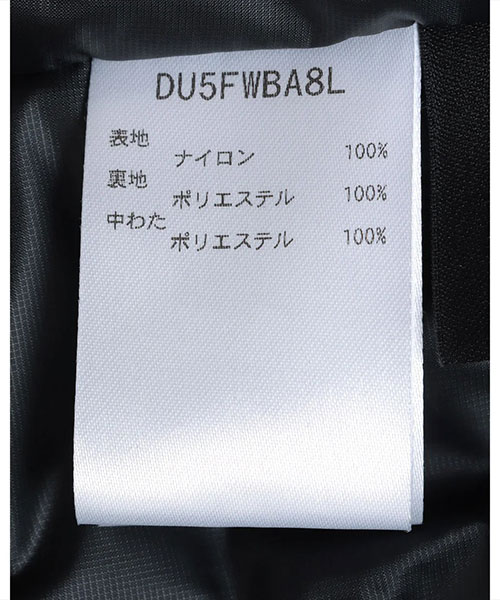 DU5FWBA8L
表地
ナイロン 100%
裏地
ポリエステル 100%
中わた
ポリエステル 100%